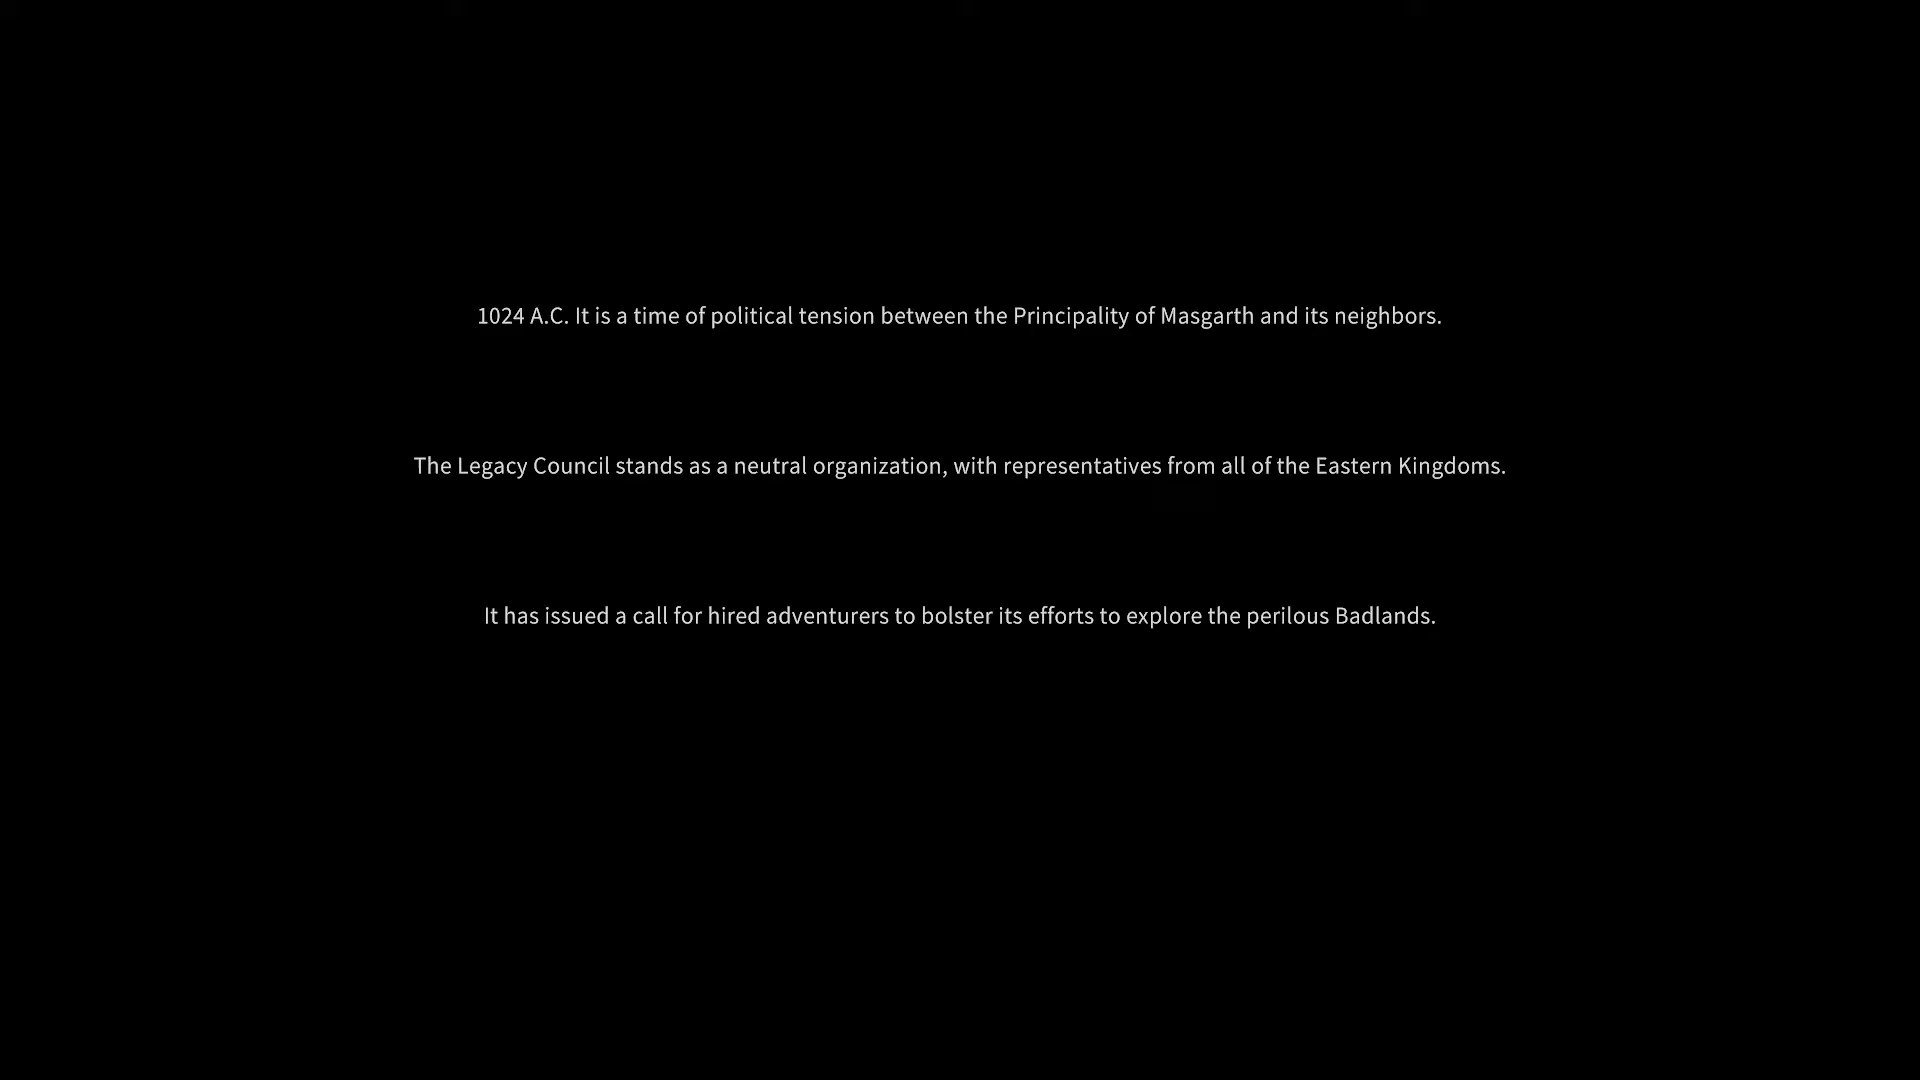 1024 A.C. It is a time of political tension between the Principality of Masgarth and its neighbors.
The Legacy Council stands as a neutral organization, with representatives from all of the Eastern Kingdoms.
It has issued a call for hired adventurers to bolster its efforts to explore the perilous Badlands.